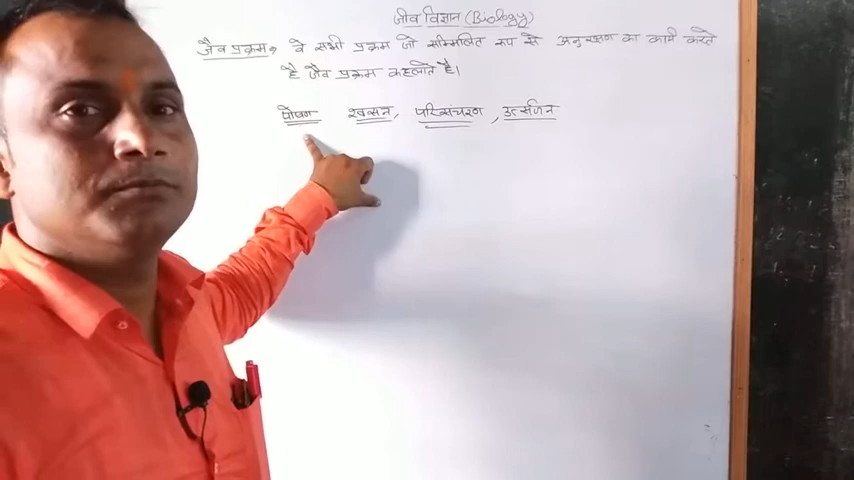 जीव विज्ञान (Biology)
जैव प्रक्रम:- वे सभी प्रक्रम जो सम्मिलित रूप से अनुरक्षण का कार्य करते
है जैव प्रक्रम कहलाते है।
पोषण श्वसन, परिसंचरण, उत्सर्जन